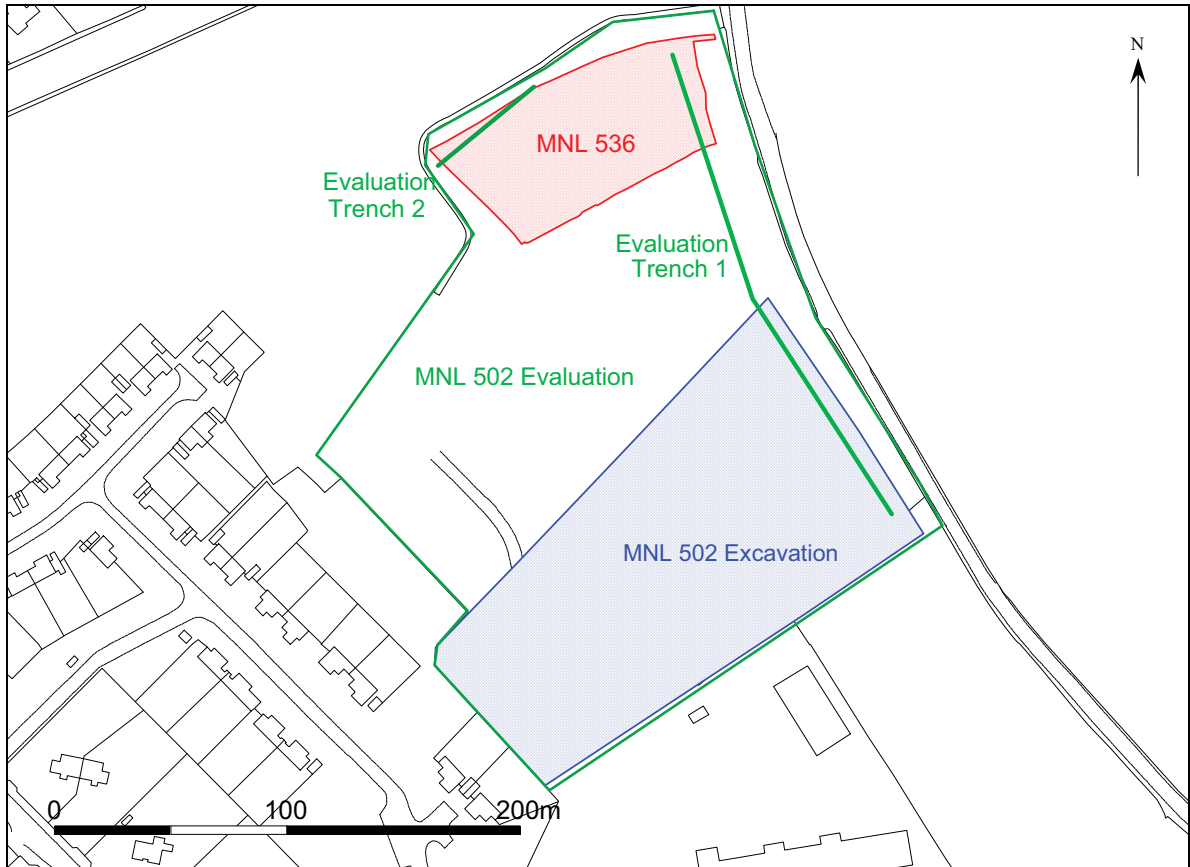 N
MNL 536
Evaluation
Trench 2
Evaluation
Trench 1
MNL 502 Evaluation
MNL 502 Excavation
0 100 200m